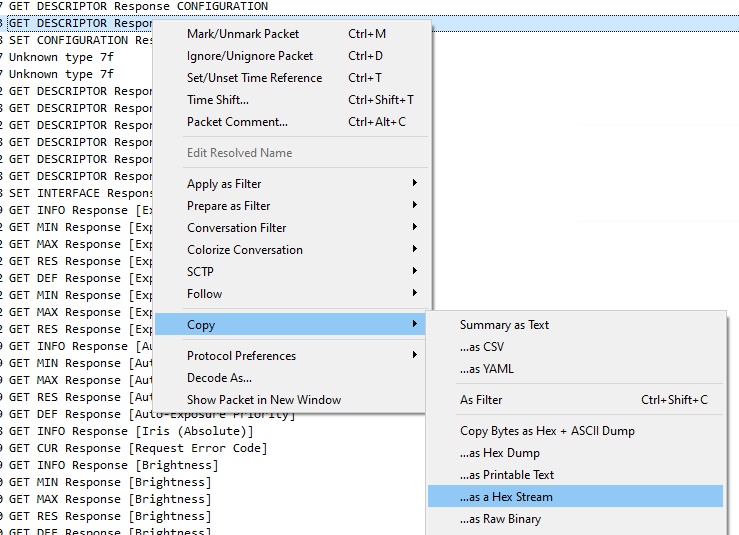 7 GET DESCRIPTOR Response CONFIGURATION
3 GET DESCRIPTOR Respon
3 SET CONFIGURATION Res
7 Unknown type 7f
7 Unknown type 7f
2 GET DESCRIPTOR Respon
3 GET DESCRIPTOR Respon
2 GET DESCRIPTOR Respon
3 GET DESCRIPTOR Respon
2 GET DESCRIPTOR Respon
3 GET DESCRIPTOR Respon
3 SET INTERFACE Respons
9 GET INFO Response [Ex
2 GET MIN Response [Exp
2 GET MAX Response [Exp
2 GET RES Response [Exp
2 GET DEF Response [Exp
2 GET MIN Response [Exp
2 GET MAX Response [Exp
2 GET RES Response [Exp
9 GET INFO Response [Au
9 GET MIN Response [Aut
9 GET MAX Response [Aut
9 GET RES Response [Aut
9 GET DEF Response [Auto-Exposure Priority]
8 GET INFO Response [Iris (Absolute)]
9 GET CUR Response [Request Error Code]
9 GET INFO Response [Brightness]
0 GET MIN Response [Brightness]
0 GET MAX Response [Brightness]
0 GET RES Response [Brightness]
0 GET DEF Response [Brightness]
Mark/Unmark Packet Ctrl+M
Ignore/Unignore Packet Ctrl+D
Set/Unset Time Reference Ctrl+T
Time Shift... Ctrl+Shift+T
Packet Comment... Ctrl+Alt+C
Edit Resolved Name
Apply as Filter
Prepare as Filter
Conversation Filter
Colorize Conversation
SCTP
Follow
Copy
Protocol Preferences
Decode As...
Show Packet in New Window
Summary as Text
...as CSV
...as YAML
As Filter Ctrl+Shift+C
Copy Bytes as Hex + ASCII Dump
...as Hex Dump
...as Printable Text
...as a Hex Stream
...as Raw Binary